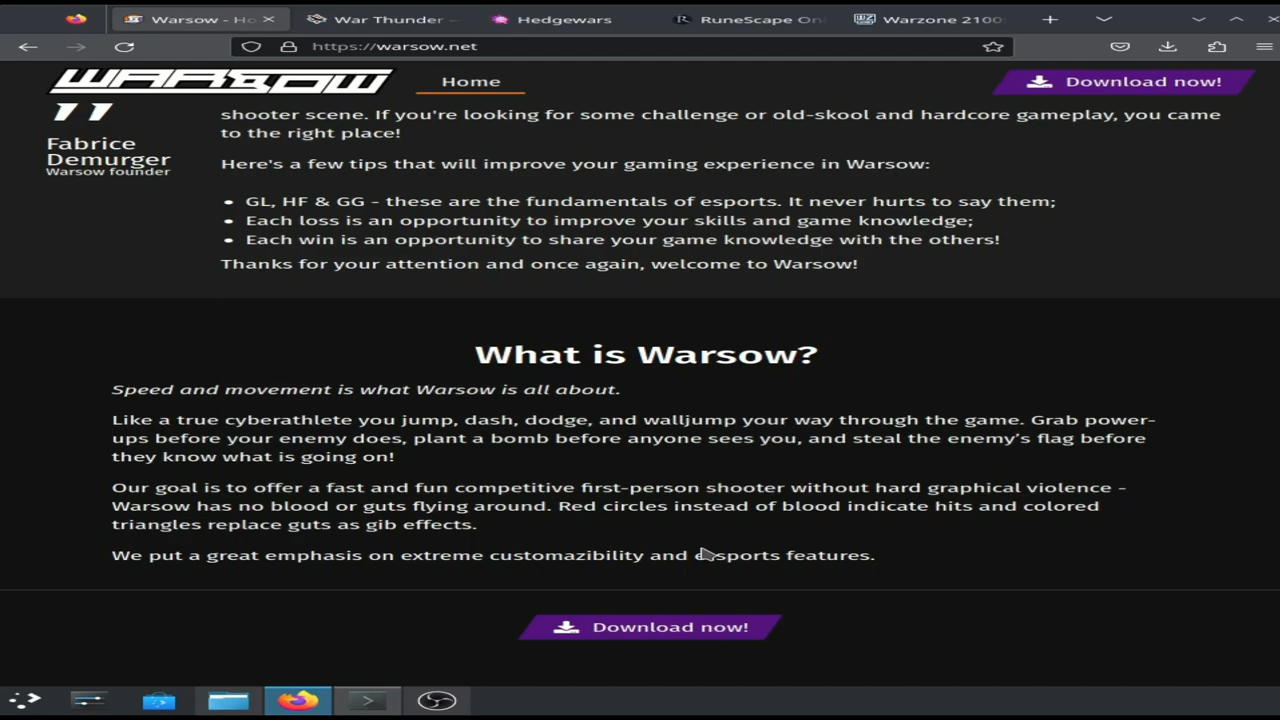 Warsow - Ho
War Thunder –
Hedgewars
RuneScape On
Warzone 2100
https://warsow.net
WARSOW
Home
Download now!
shooter scene. If you're looking for some challenge or old-skool and hardcore gameplay, you came
to the right place!
Fabrice
Demurger
Warsow founder
Here's a few tips that will improve your gaming experience in Warsow:
• GL, HF & GG - these are the fundamentals of esports. It never hurts to say them;
• Each loss is an opportunity to improve your skills and game knowledge;
• Each win is an opportunity to share your game knowledge with the others!
Thanks for your attention and once again, welcome to Warsow!
What is Warsow?
Speed and movement is what Warsow is all about.
Like a true cyberathlete you jump, dash, dodge, and walljump your way through the game. Grab power-
ups before your enemy does, plant a bomb before anyone sees you, and steal the enemy's flag before
they know what is going on!
Our goal is to offer a fast and fun competitive first-person shooter without hard graphical violence –
Warsow has no blood or guts flying around. Red circles instead of blood indicate hits and colored
triangles replace guts as gib effects.
We put a great emphasis on extreme customazibility and e-sports features.
Download now!